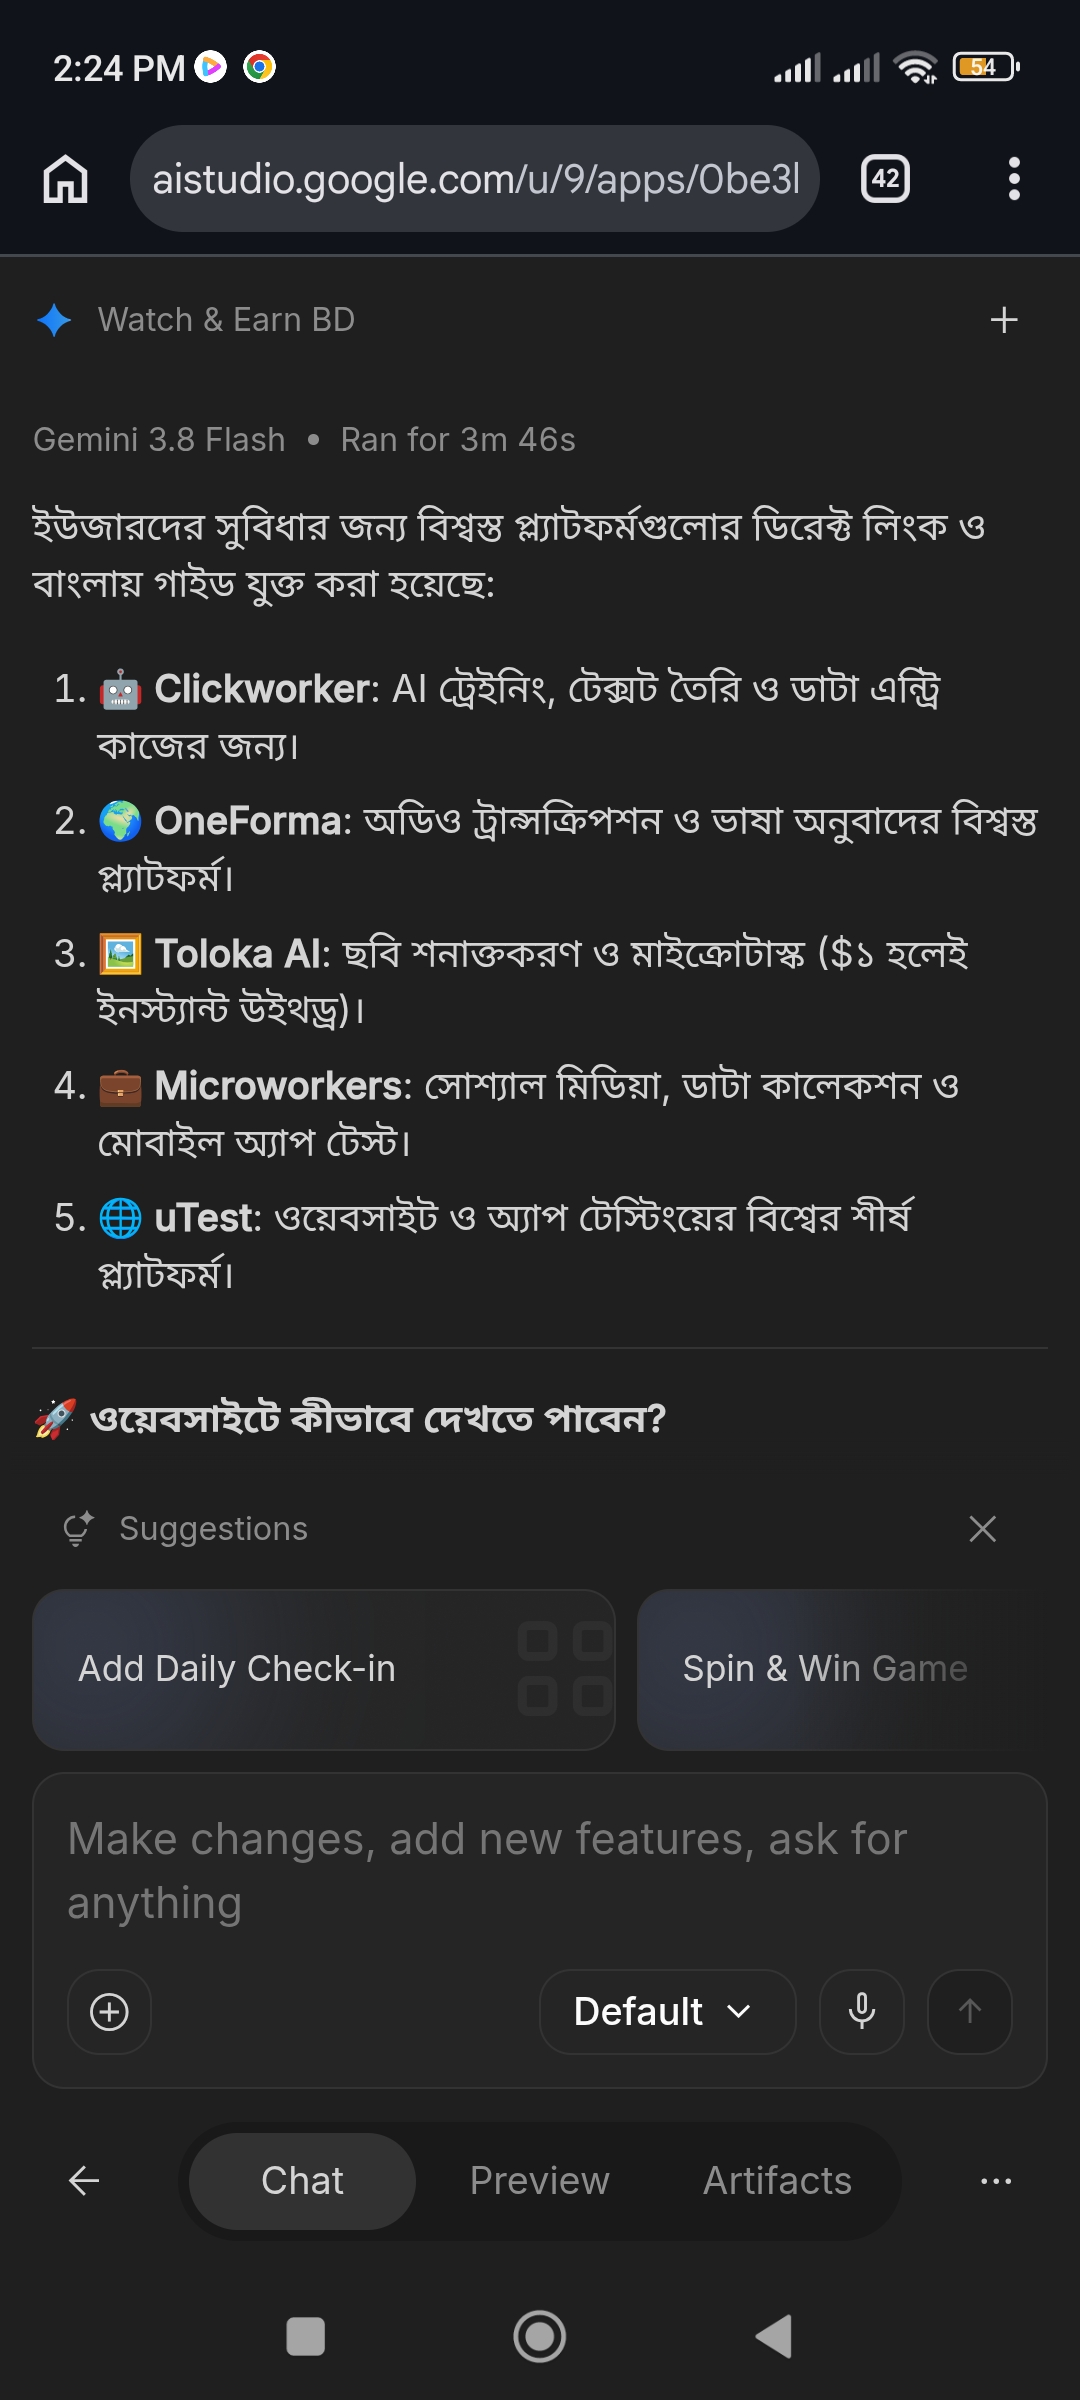 2:24 PM
54
aistudio.google.com/u/9/apps/0be3l
42
Watch & Earn BD
Gemini 3.8 Flash • Ran for 3m 46s
ইউজারদের সুবিধার জন্য বিশ্বস্ত প্ল্যাটফর্মগুলোর ডিরেক্ট লিংক ও
বাংলায় গাইড যুক্ত করা হয়েছে:
1. 🤖 Clickworker: AI ট্রেইনিং, টেক্সট তৈরি ও ডাটা এন্ট্রি
কাজের জন্য।
2. 🌍 OneForma: অডিও ট্রান্সক্রিপশন ও ভাষা অনুবাদের বিশ্বস্ত
প্ল্যাটফর্ম।
3. 🖼️ Toloka AI: ছবি শনাক্তকরণ ও মাইক্রোটাস্ক ($১ হলেই
ইনস্ট্যান্ট উইথড্র)।
4. 💼 Microworkers: সোশ্যাল মিডিয়া, ডাটা কালেকশন ও
মোবাইল অ্যাপ টেস্ট।
5. 🌐 uTest: ওয়েবসাইট ও অ্যাপ টেস্টিংয়ের বিশ্বের শীর্ষ
প্ল্যাটফর্ম।
🚀 ওয়েবসাইটে কীভাবে দেখতে পাবেন?
Suggestions
Add Daily Check-in
Spin & Win Game
Make changes, add new features, ask for
anything
Default
Chat Preview Artifacts